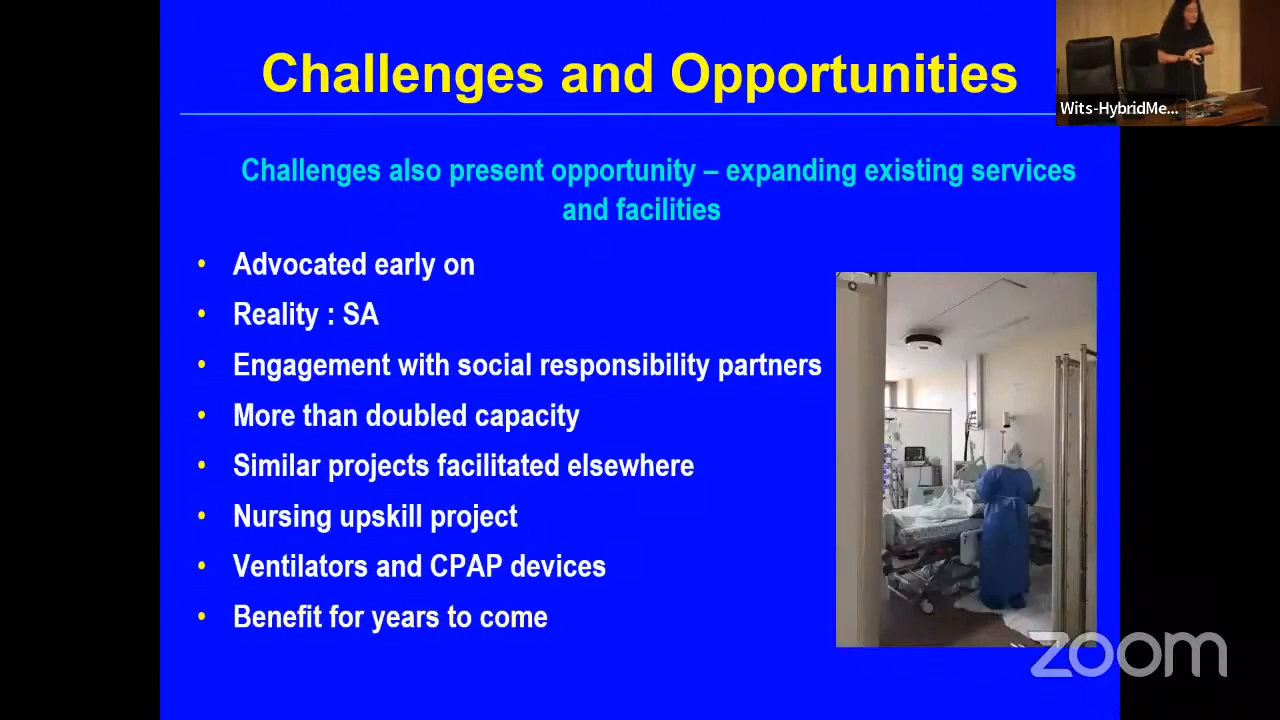 Challenges and Opportunities
Wits-HybridMe...
Challenges also present opportunity – expanding existing services
and facilities
• Advocated early on
• Reality : SA
• Engagement with social responsibility partners
• More than doubled capacity
• Similar projects facilitated elsewhere
• Nursing upskill project
• Ventilators and CPAP devices
• Benefit for years to come
zoom